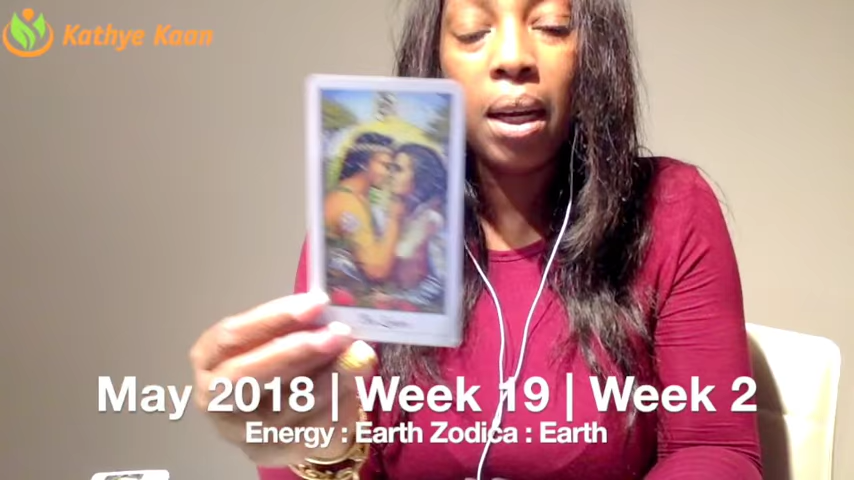 Kathye Kaan
May 2018 | Week 19 | Week 2
Energy : Earth Zodica : Earth